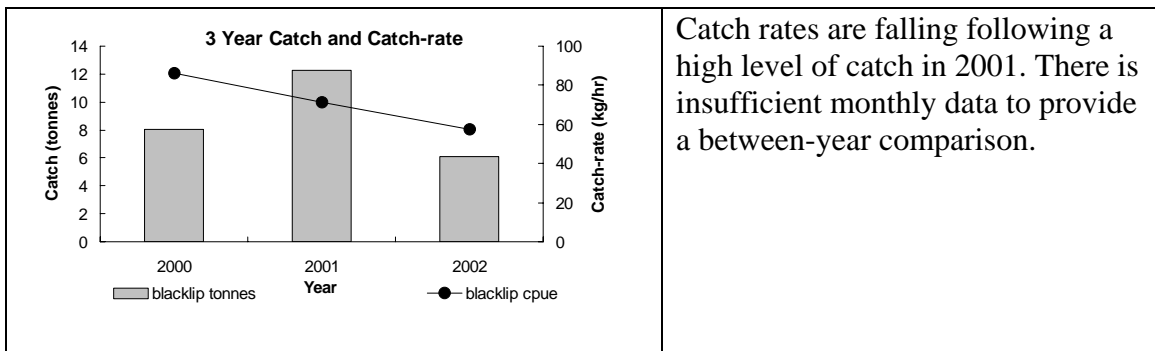 3 Year Catch and Catch-rate
14
12
10
8
6
4
2
0
Catch (tonnes)
100
80
60
40
20
0
Catch-rate (kg/hr)
2000 2001 2002
Year
blacklip tonnes blacklip cpue
Catch rates are falling following a
high level of catch in 2001. There is
insufficient monthly data to provide
a between-year comparison.